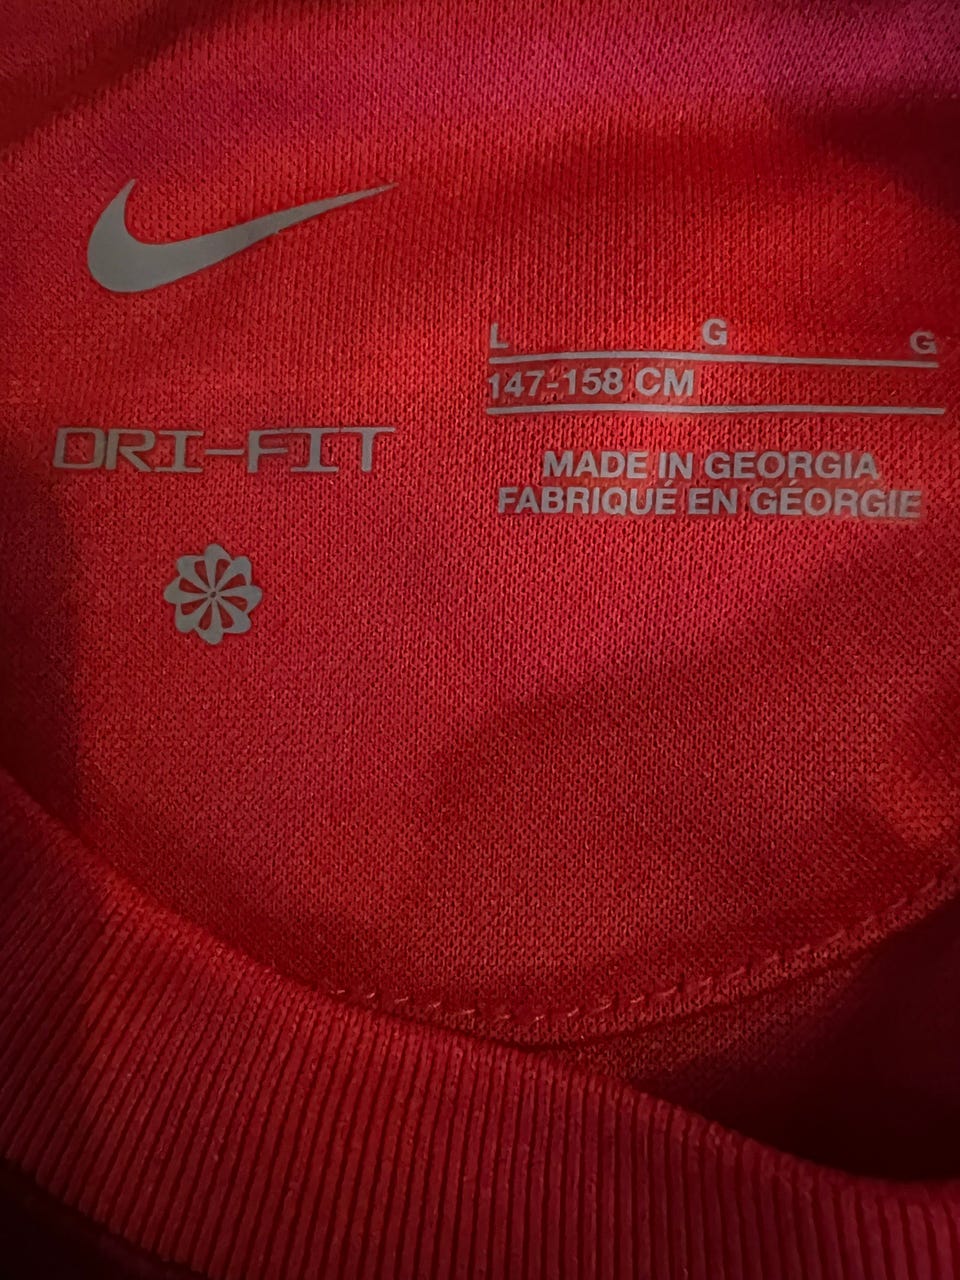 L G G
147-158 CM
DRI-FIT
MADE IN GEORGIA
FABRIQUÉ EN GÉORGIE